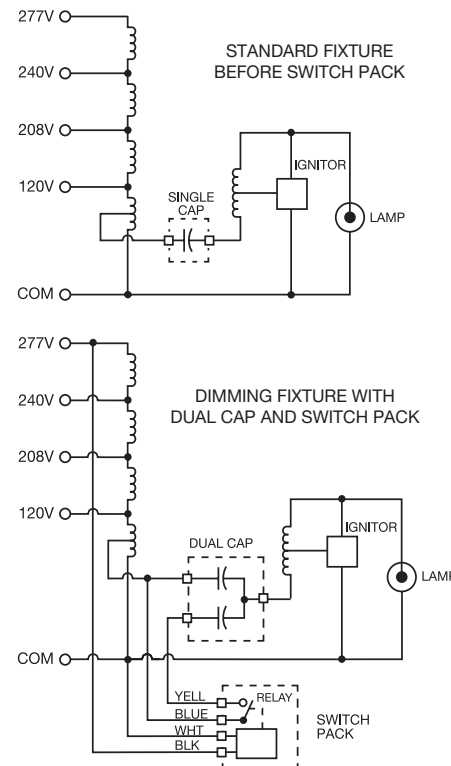 277V
STANDARD FIXTURE
BEFORE SWITCH PACK
240V
208V
IGNITOR
120V
SINGLE
CAP
LAMP
COM
277V
DIMMING FIXTURE WITH
DUAL CAP AND SWITCH PACK
240V
208V
120V
IGNITOR
DUAL CAP
LAMP
COM
YELL
RELAY
BLUE
SWITCH
PACK
WHT
BLK